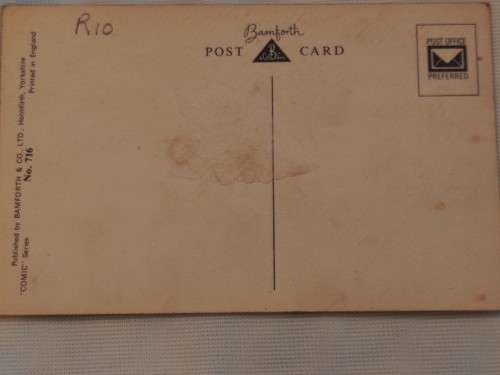 R10
Bamforth
POST CARD
POST OFFICE
PREFERRED
Published by BAMFORTH & CO. LTD., Holmfirth, Yorkshire
"COMIC" Series No. 716 Printed in England